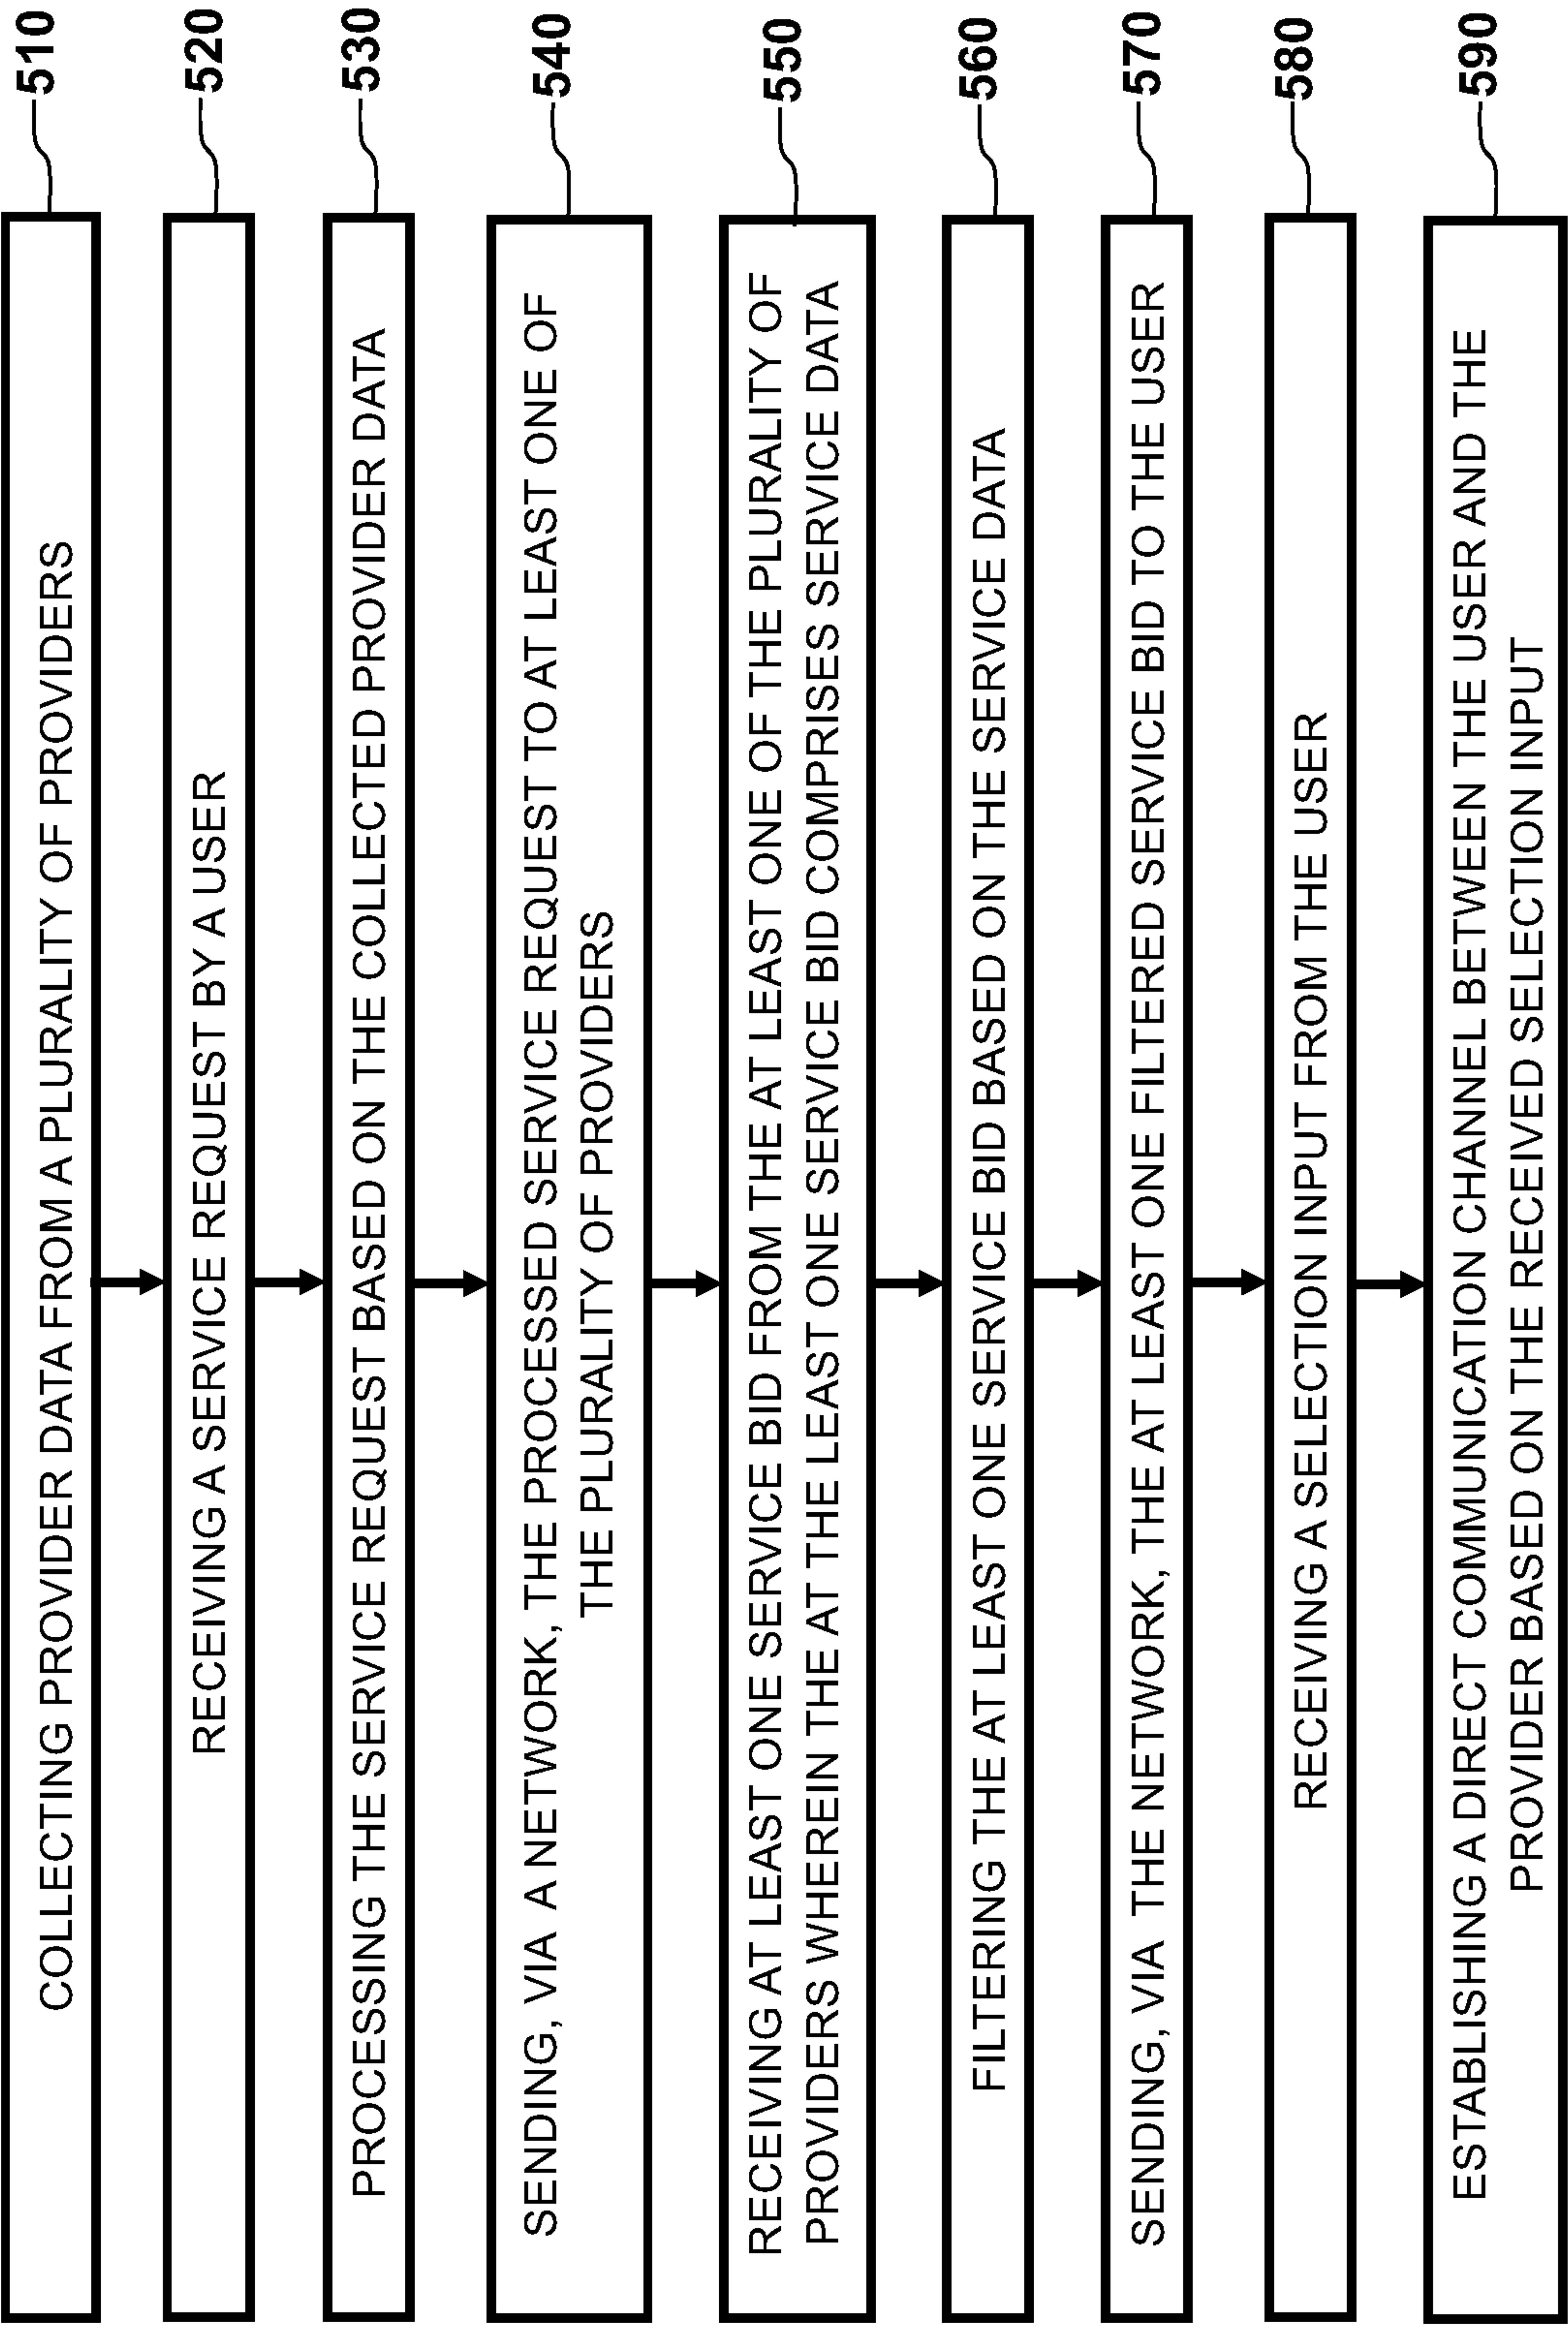 COLLECTING PROVIDER DATA FROM A PLURALITY OF PROVIDERS
510
RECEIVING A SERVICE REQUEST BY A USER
520
PROCESSING THE SERVICE REQUEST BASED ON THE COLLECTED PROVIDER DATA
530
SENDING, VIA A NETWORK, THE PROCESSED SERVICE REQUEST TO AT LEAST ONE OF
THE PLURALITY OF PROVIDERS
540
RECEIVING AT LEAST ONE SERVICE BID FROM THE AT LEAST ONE OF THE PLURALITY OF
PROVIDERS WHEREIN THE AT THE LEAST ONE SERVICE BID COMPRISES SERVICE DATA
550
FILTERING THE AT LEAST ONE SERVICE BID BASED ON THE SERVICE DATA
560
SENDING, VIA THE NETWORK, THE AT LEAST ONE FILTERED SERVICE BID TO THE USER
570
RECEIVING A SELECTION INPUT FROM THE USER
580
ESTABLISHING A DIRECT COMMUNICATION CHANNEL BETWEEN THE USER AND THE
PROVIDER BASED ON THE RECEIVED SELECTION INPUT
590